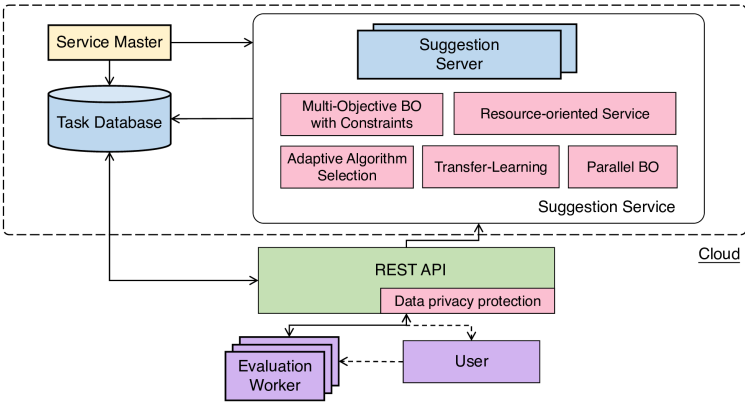 Service Master
Suggestion
Server
Task Database
Multi-Objective BO
with Constraints
Resource-oriented Service
Adaptive Algorithm
Selection
Transfer-Learning
Parallel BO
Suggestion Service
Cloud
REST API
Data privacy protection
Evaluation
Worker
User